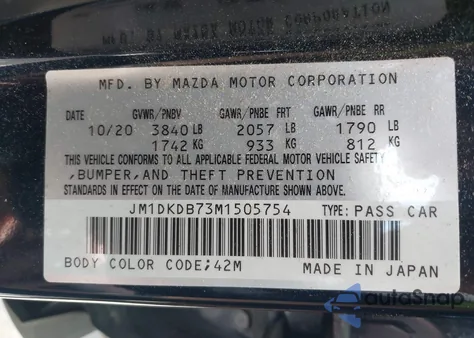 MFD. BY MAZDA MOTOR CORPORATION
DATE GVWR/PNBV GAWR/PNBE FRT GAWR/PNBE RR
10/20 3840 LB 2057 LB 1790 LB
1742 KG 933 KG 812 KG
THIS VEHICLE CONFORMS TO ALL APPLICABLE FEDERAL MOTOR VEHICLE SAFETY
,BUMPER,AND THEFT PREVENTION
STANDARDS IN EFFECT ON THE DATE OF MANUFACTURE SHOWN ABOVE.
JM1DKDB73M1505754 TYPE: PASS CAR
BODY COLOR CODE;42M MADE IN JAPAN
autoSnap